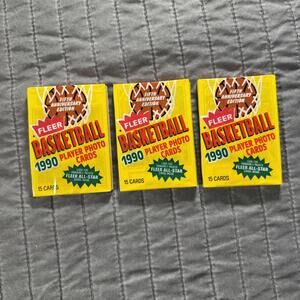 FIFTH
ANNIVERSARY
EDITION
FLEER
BASKETBALL
1990 PLAYER PHOTO
CARDS
FLEER ALL-STAR
15 CARDS
FIFTH
ANNIVERSARY
EDITION
FLEER
BASKETBALL
1990 PLAYER PHOTO
CARDS
FLEER ALL-STAR
15 CARDS
FIFTH
ANNIVERSARY
EDITION
FLEER
BASKETBALL
1990 PLAYER PHOTO
CARDS
FLEER ALL-STAR
15 CARDS